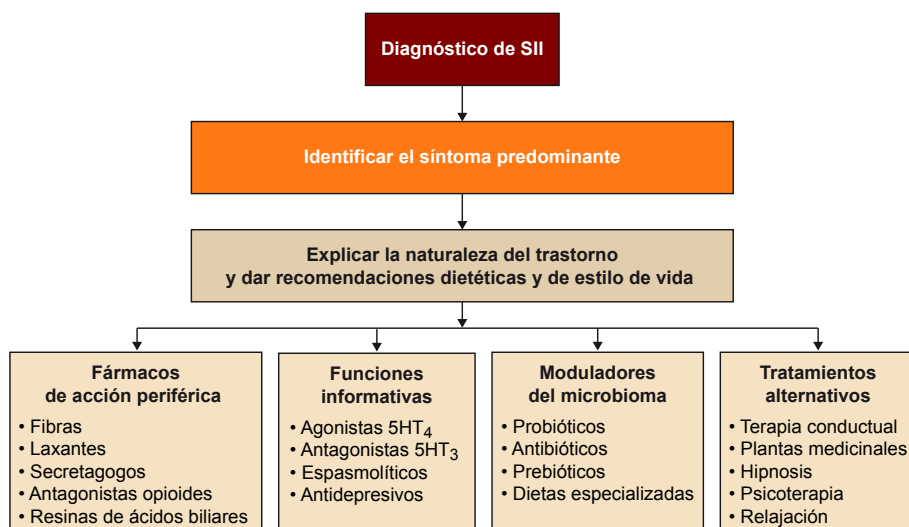 Diagnóstico de SII
Identificar el síntoma predominante
Explicar la naturaleza del trastorno
y dar recomendaciones dietéticas y de estilo de vida
Fármacos
de acción periférica
• Fibras
• Laxantes
• Secretagogos
• Antagonistas opioides
• Resinas de ácidos biliares
Funciones
informativas
• Agonistas 5HT4
• Antagonistas 5HT3
• Espasmolíticos
• Antidepresivos
Moduladores
del microbioma
• Probióticos
• Antibióticos
• Prebióticos
• Dietas especializadas
Tratamientos
alternativos
• Terapia conductual
• Plantas medicinales
• Hipnosis
• Psicoterapia
• Relajación